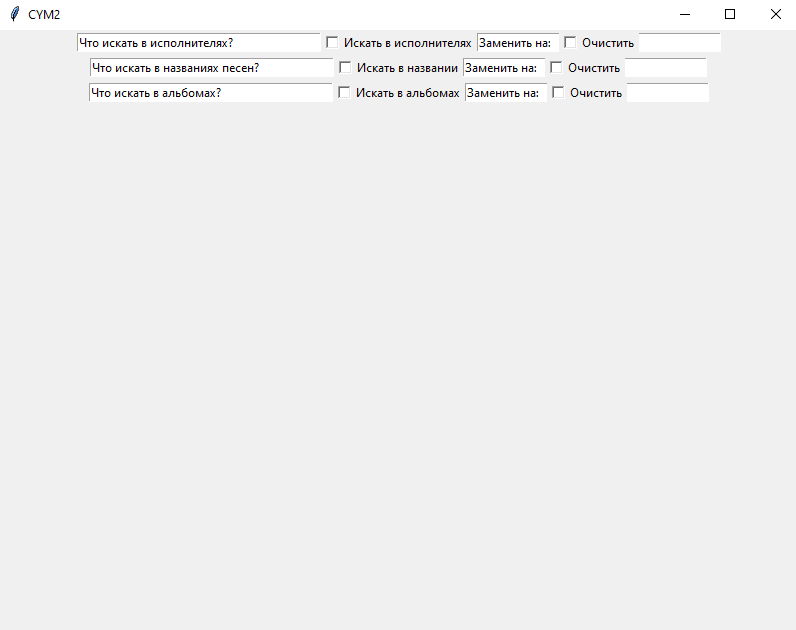 CYM2
Что искать в исполнителях? Искать в исполнителях Заменить на: Очистить
Что искать в названиях песен? Искать в названии Заменить на: Очистить
Что искать в альбомах? Искать в альбомах Заменить на: Очистить